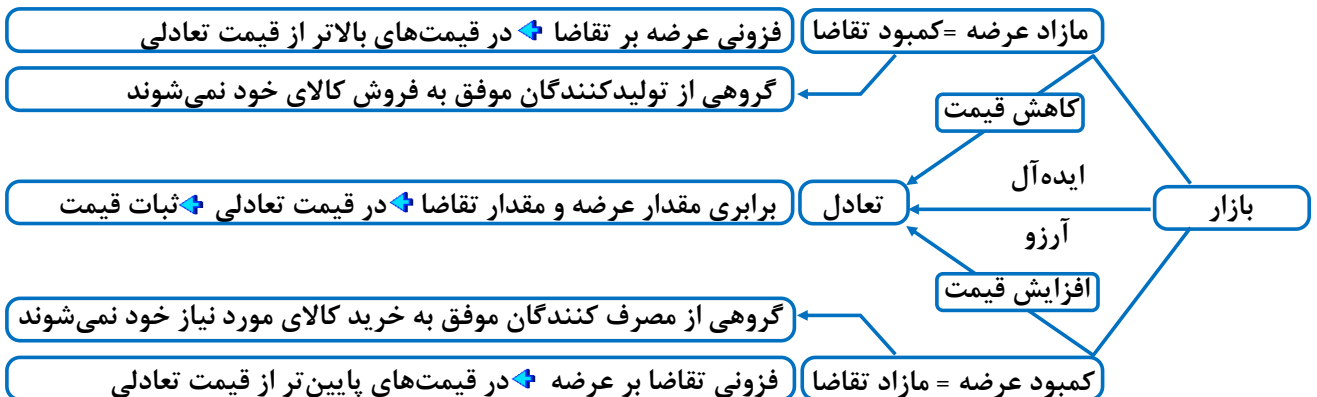 مازاد عرضه =کمبود تقاضا
فزونی عرضه بر تقاضا در قیمت‌های بالاتر از قیمت تعادلی
گروهی از تولیدکنندگان موفق به فروش کالای خود نمی‌شوند
کاهش قیمت
ایده‌آل
بازار
تعادل
برابری مقدار عرضه و مقدار تقاضا در قیمت تعادلی ثبات قیمت
آرزو
افزایش قیمت
گروهی از مصرف کنندگان موفق به خرید کالای مورد نیاز خود نمی‌شوند
کمبود عرضه = مازاد تقاضا
فزونی تقاضا بر عرضه در قیمت‌های پایین‌تر از قیمت تعادلی